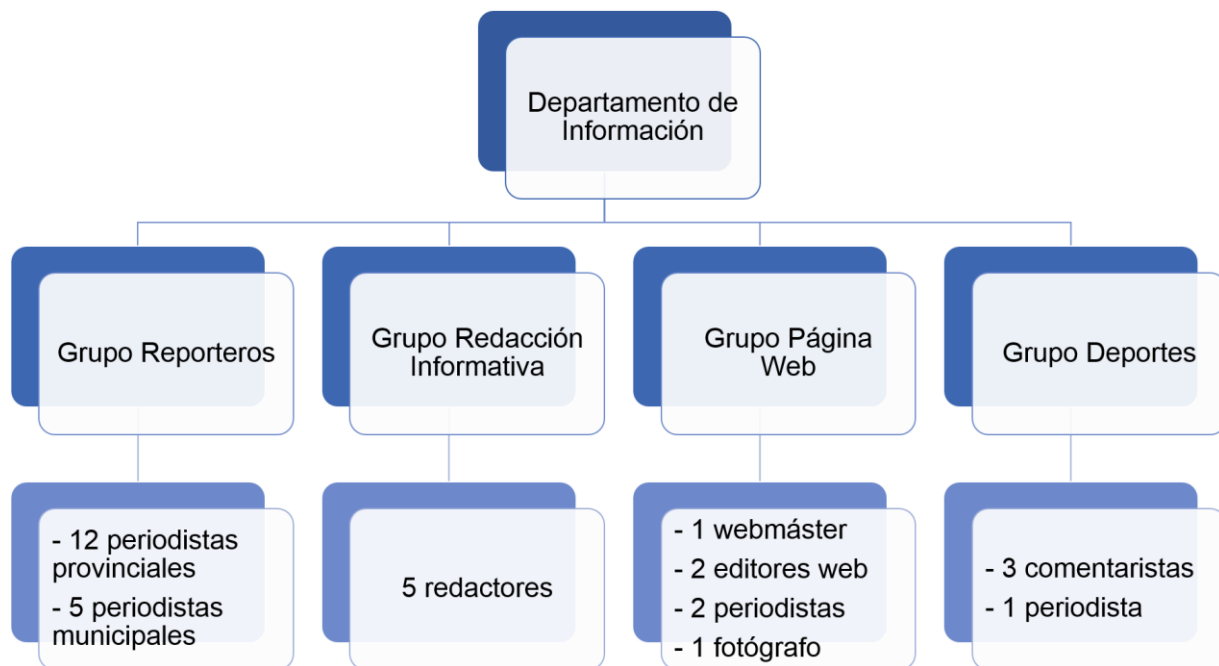 Departamento de
Información
Grupo Reporteros
Grupo Redacción
Informativa
Grupo Página
Web
Grupo Deportes
- 12 periodistas
provinciales
- 5 periodistas
municipales
5 redactores
- 1 webmáster
- 2 editores web
- 2 periodistas
- 1 fotógrafo
- 3 comentaristas
- 1 periodista